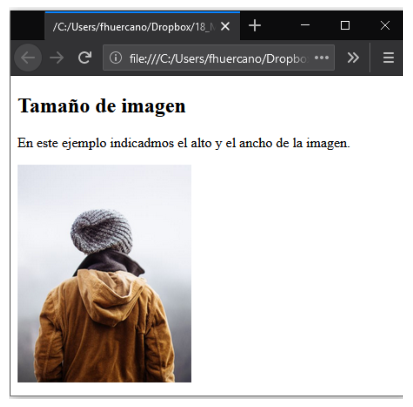 /C:/Users/fhuercano/Dropbox/18_
file:///C:/Users/fhuercano/Dropbo
Tamaño de imagen
En este ejemplo indicadmos el alto y el ancho de la imagen.